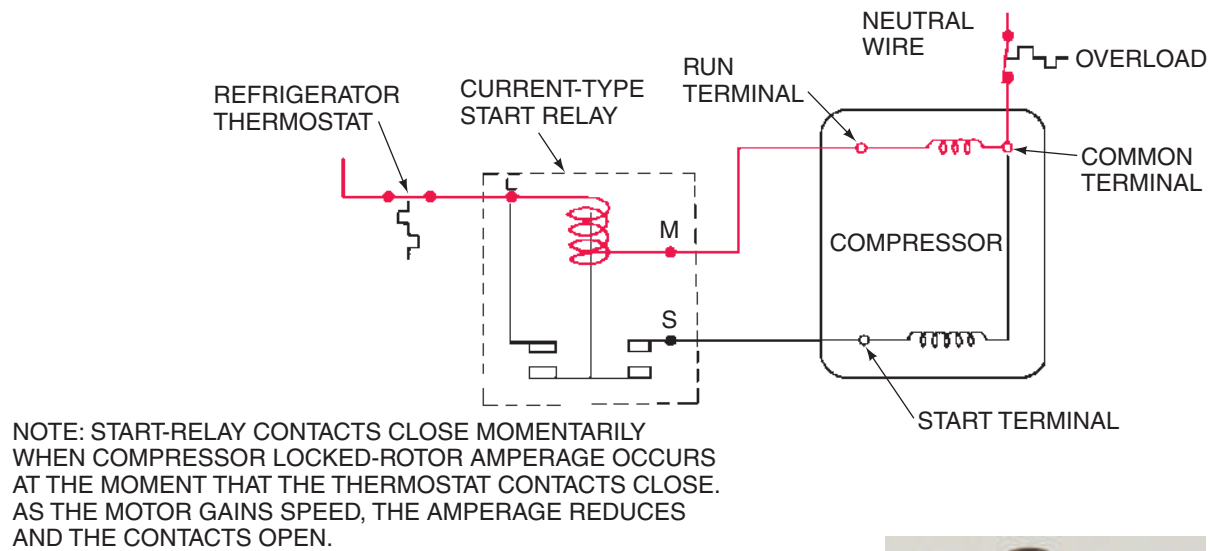 NEUTRAL
WIRE
OVERLOAD
RUN
TERMINAL
REFRIGERATOR
THERMOSTAT
CURRENT-TYPE
START RELAY
COMMON
TERMINAL
L
M
COMPRESSOR
S
START TERMINAL
NOTE: START-RELAY CONTACTS CLOSE MOMENTARILY
WHEN COMPRESSOR LOCKED-ROTOR AMPERAGE OCCURS
AT THE MOMENT THAT THE THERMOSTAT CONTACTS CLOSE.
AS THE MOTOR GAINS SPEED, THE AMPERAGE REDUCES
AND THE CONTACTS OPEN.